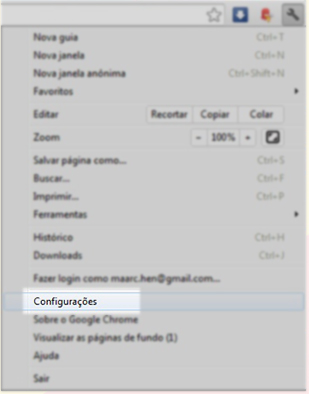 Nova guia Ctrl+T
Nova janela Ctrl+N
Nova janela anônima Ctrl+Shift+N
Favoritos
Editar Recortar Copiar Colar
Zoom - 100% +
Salvar página como... Ctrl+S
Buscar... Ctrl+F
Imprimir... Ctrl+P
Ferramentas
Histórico Ctrl+H
Downloads Ctrl+J
Fazer login como maarc.hen@gmail.com...
Configurações
Sobre o Google Chrome
Visualizar as páginas de fundo (1)
Ajuda
Sair